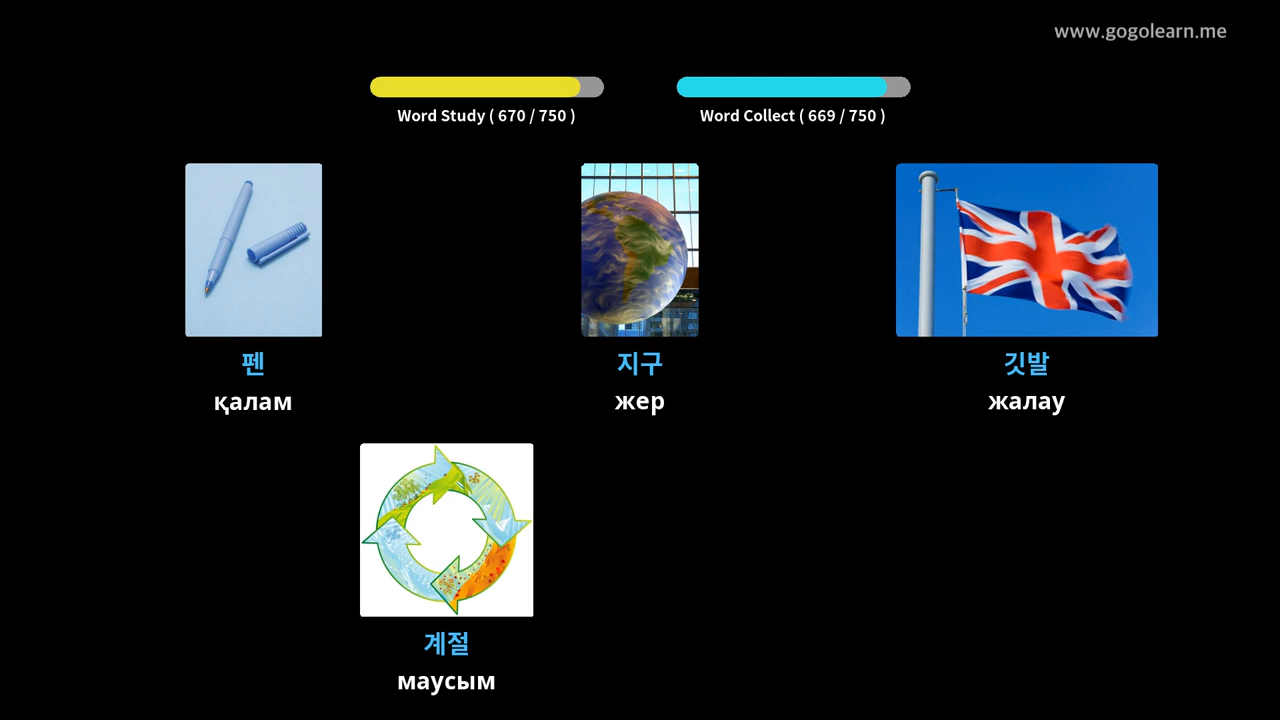 www.gogolearn.me
Word Study ( 670 / 750 )
Word Collect ( 669 / 750 )
펜
қалам
지구
жер
깃발
жалау
계절
маусым